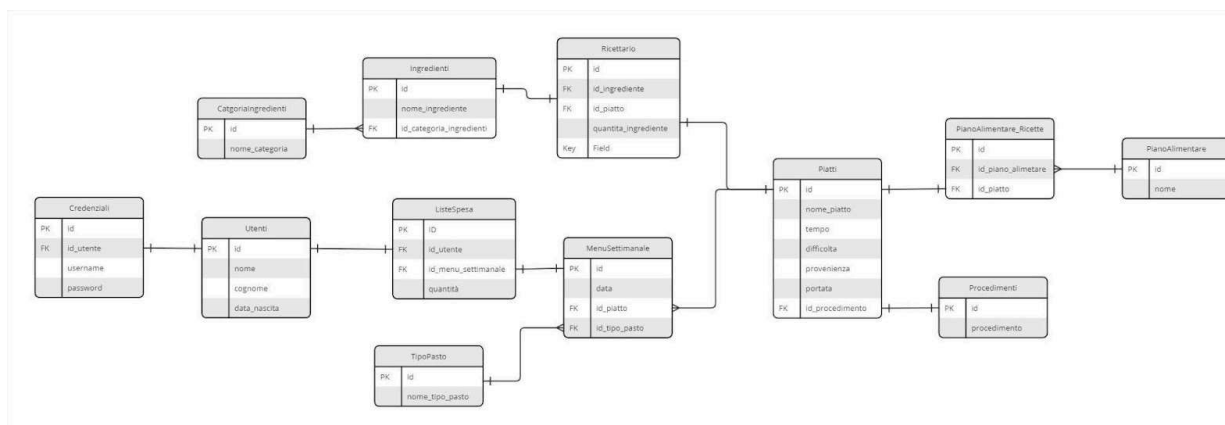 Ricettario
PK id
FK id_ingrediente
FK id_piatto
quantita_ingrediente
Key Field
Ingredienti
PK id
nome_ingrediente
FK id_categoria_ingredienti
CatgoriaIngredienti
PK id
nome_categoria
PianoAlimentare_Ricette
PK id
FK id_piano_alimetare
FK id_piatto
PianoAlimentare
PK id
nome
Piatti
PK id
nome_piatto
tempo
difficolta
provenienza
portata
FK id_procedimento
Credenziali
PK id
FK id_utente
username
password
Utenti
PK id
nome
cognome
data_nascita
ListeSpesa
PK ID
FK id_utente
FK id_menu_settimanale
quantità
MenuSettimanale
PK id
data
FK id_piatto
FK id_tipo_pasto
Procedimenti
PK id
procedimento
TipoPasto
PK id
nome_tipo_pasto